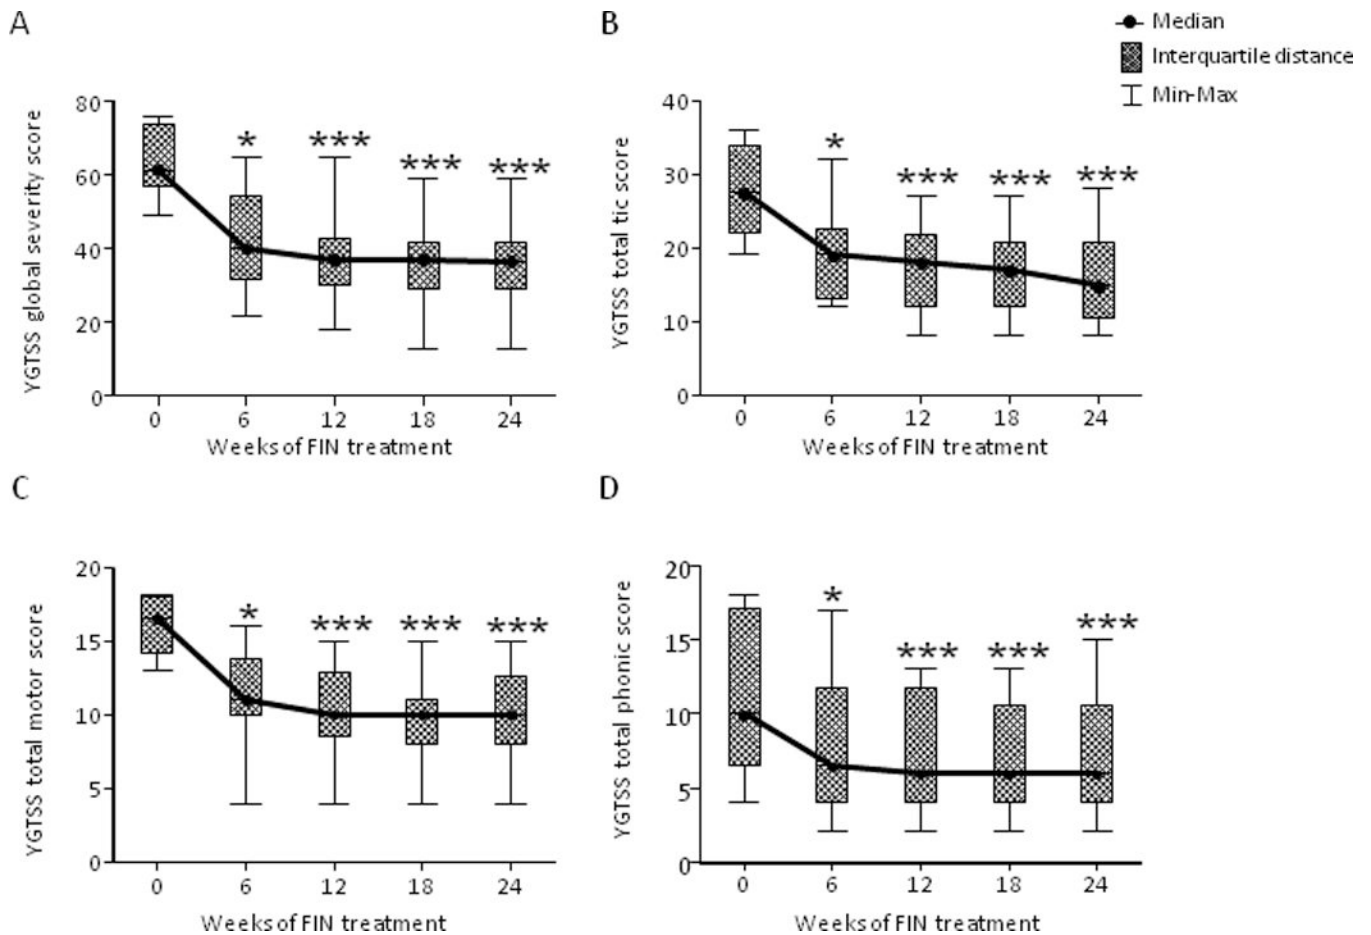 A
B
Median
Interquartile distance
Min-Max
YGTSS global severity score
80
60
40
20
0
*
***
***
***
0 6 12 18 24
Weeks of FIN treatment
YGTSS total tic score
40
30
20
10
0
*
***
***
***
0 6 12 18 24
Weeks of FIN treatment
C
D
YGTSS total motor score
20
15
10
5
0
*
***
***
***
0 6 12 18 24
Weeks of FIN treatment
YGTSS total phonic score
20
15
10
5
0
*
***
***
***
0 6 12 18 24
Weeks of FIN treatment